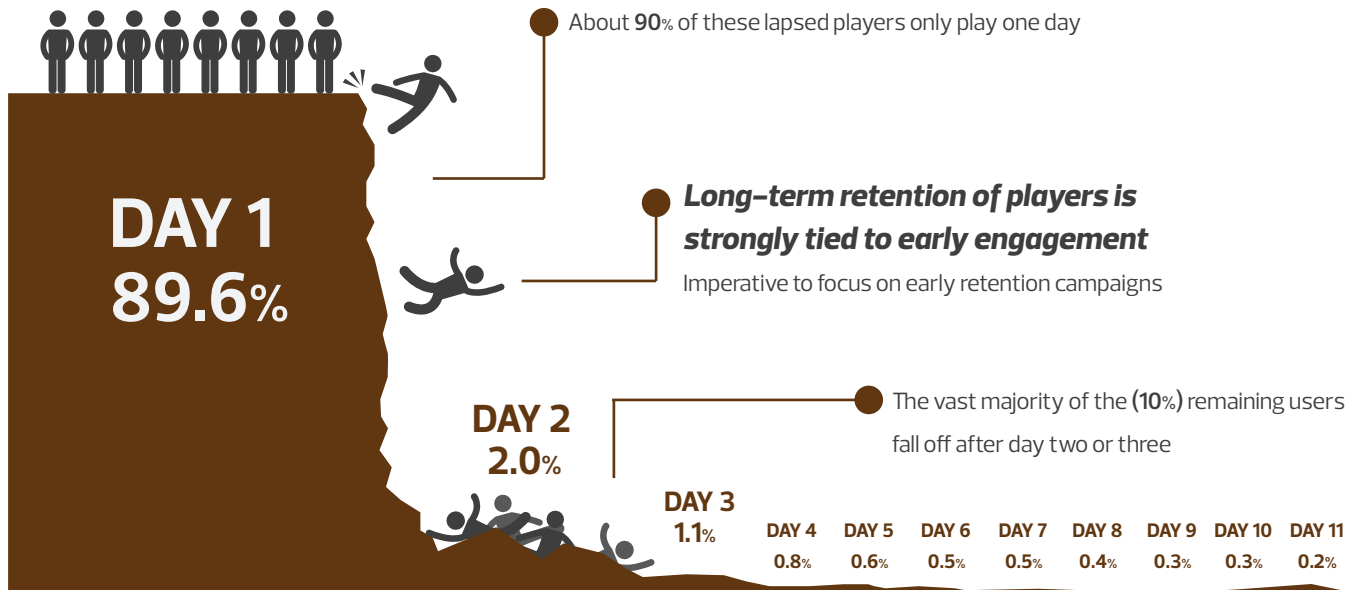 About 90% of these lapsed players only play one day
DAY 1
89.6%
Long-term retention of players is
strongly tied to early engagement
Imperative to focus on early retention campaigns
The vast majority of the (10%) remaining users
fall off after day two or three
DAY 2
2.0%
DAY 3
1.1%
DAY 4
0.8%
DAY 5
0.6%
DAY 6
0.5%
DAY 7
0.5%
DAY 8
0.4%
DAY 9
0.3%
DAY 10
0.3%
DAY 11
0.2%